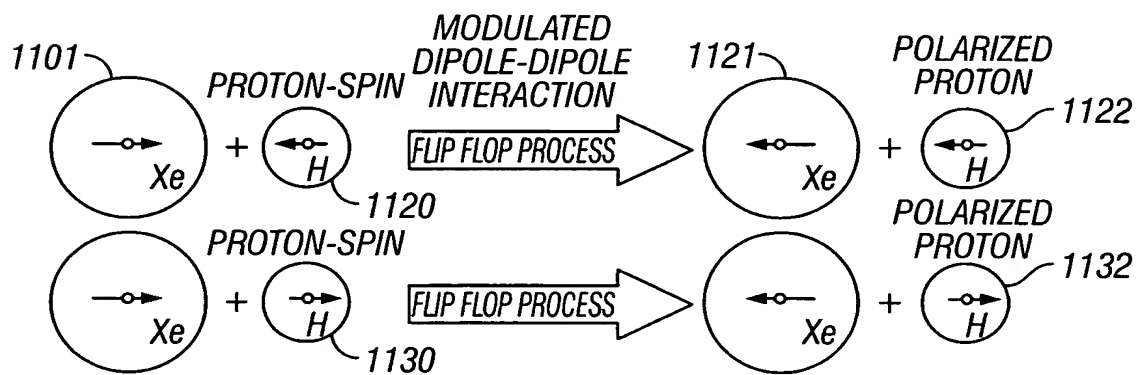 1101
PROTON-SPIN
MODULATED
DIPOLE-DIPOLE
INTERACTION
1121
POLARIZED
PROTON
1122
Xe
+
H
FLIP FLOP PROCESS
Xe
+
H
1120
PROTON-SPIN
POLARIZED
PROTON
1132
Xe
+
H
FLIP FLOP PROCESS
Xe
+
H
1130